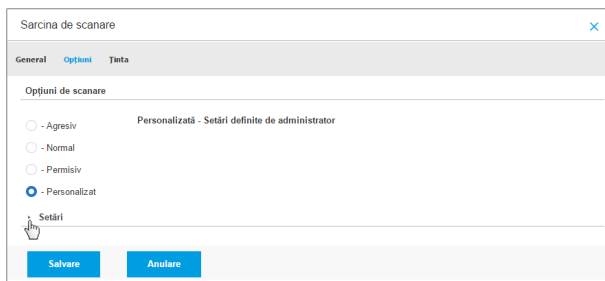 Sarcina de scanare
General Opțiuni Ținta
Opțiuni de scanare
- Agresiv
Personalizată - Setări definite de administrator
- Normal
- Permisiv
- Personalizat
Setări
Salvare Anulare